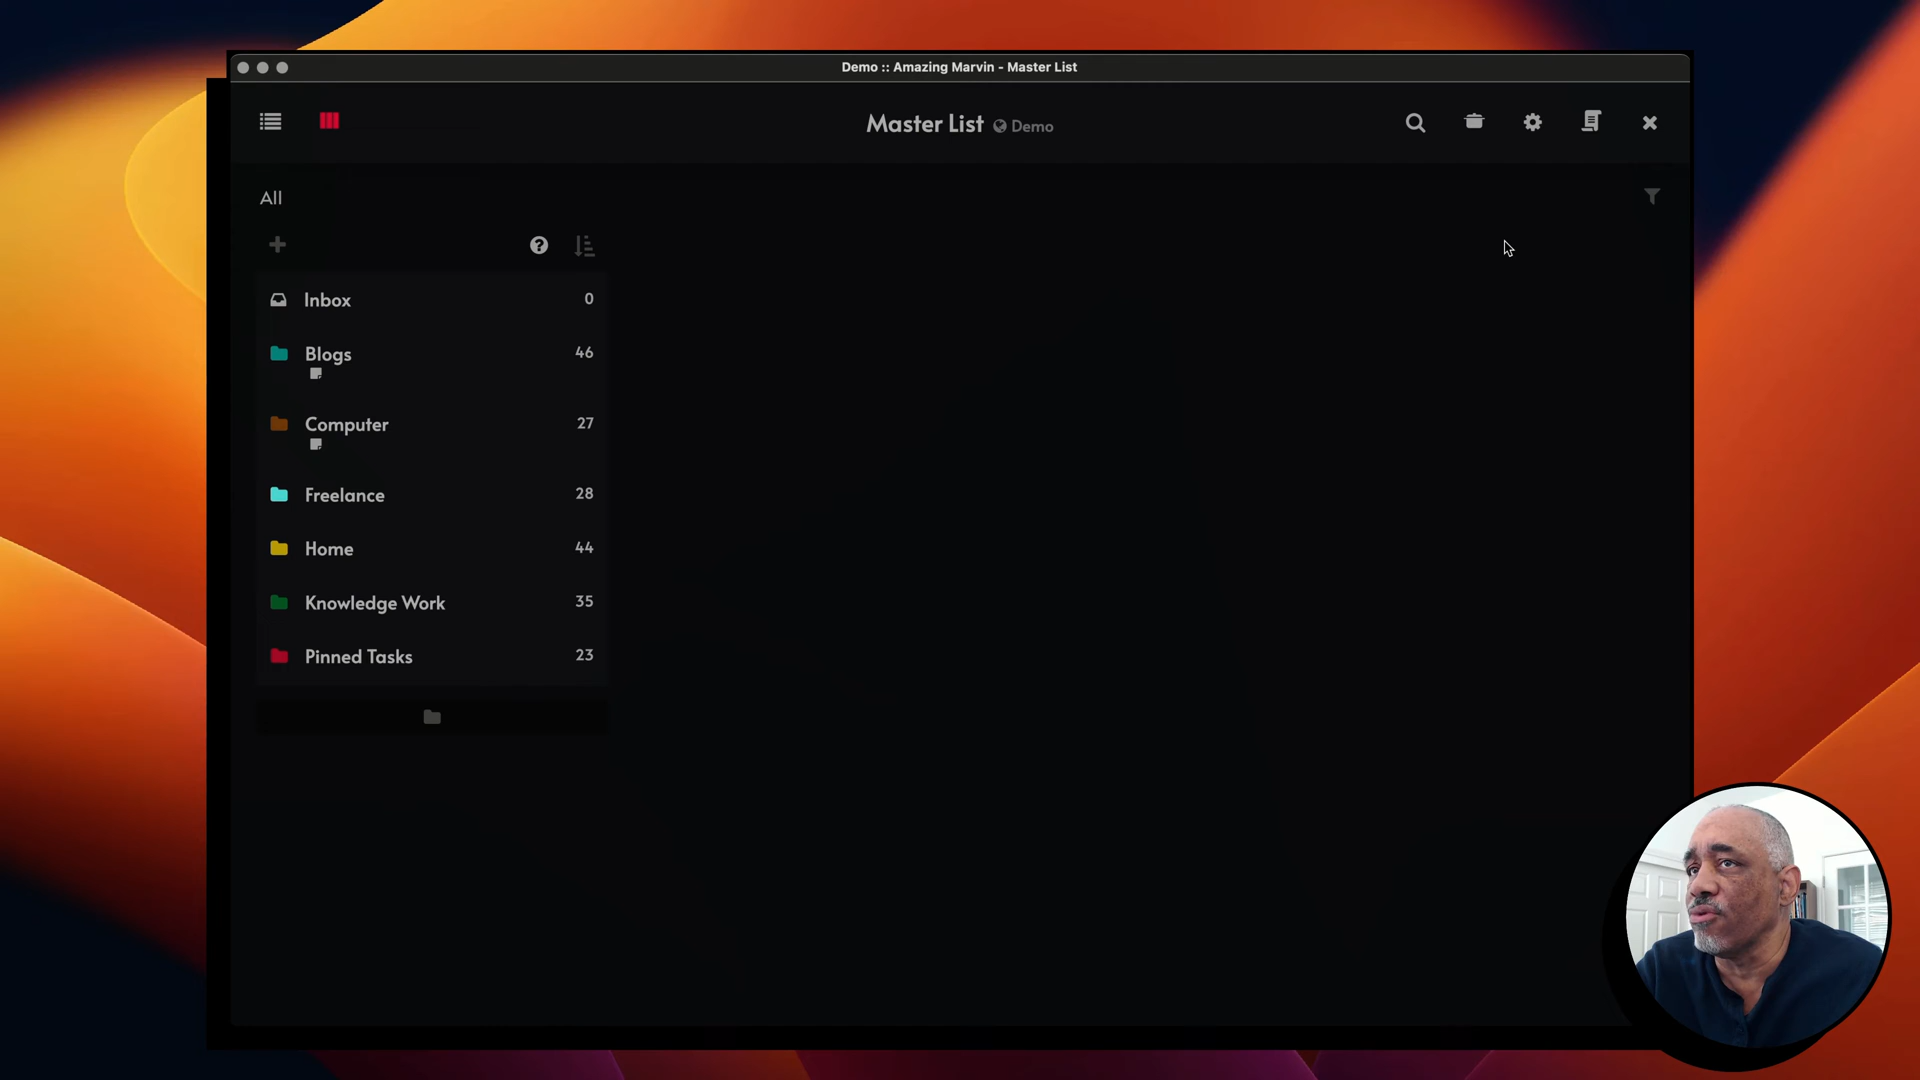 Demo :: Amazing Marvin - Master List
Master List Demo
All
Inbox 0
Blogs 46
Computer 27
Freelance 28
Home 44
Knowledge Work 35
Pinned Tasks 23